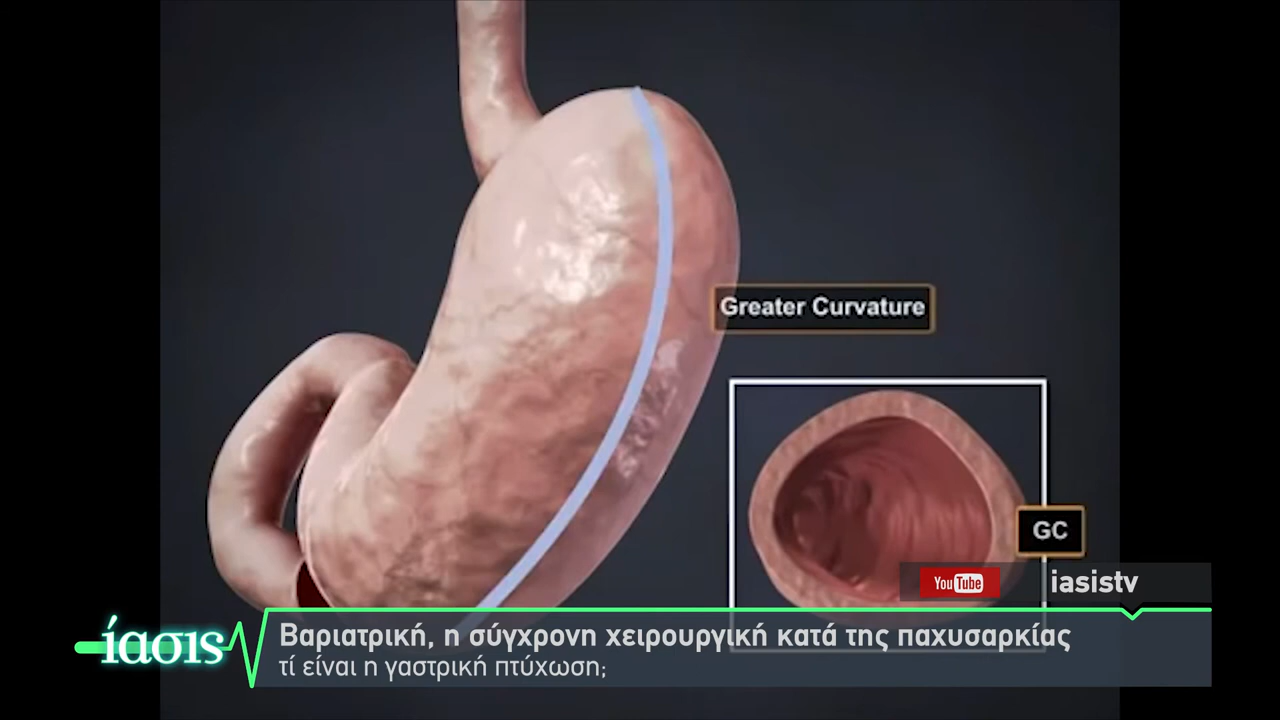 Greater Curvature
GC
YouTube
iasistv
ίασις
Βαριατρική, η σύγχρονη χειρουργική κατά της παχυσαρκίας
τί είναι η γαστρική πτύχωση;